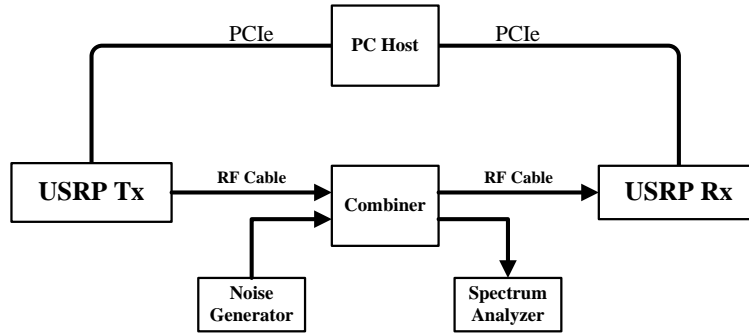 PCIe
PC Host
PCIe
USRP Tx
RF Cable
Combiner
RF Cable
USRP Rx
Noise
Generator
Spectrum
Analyzer